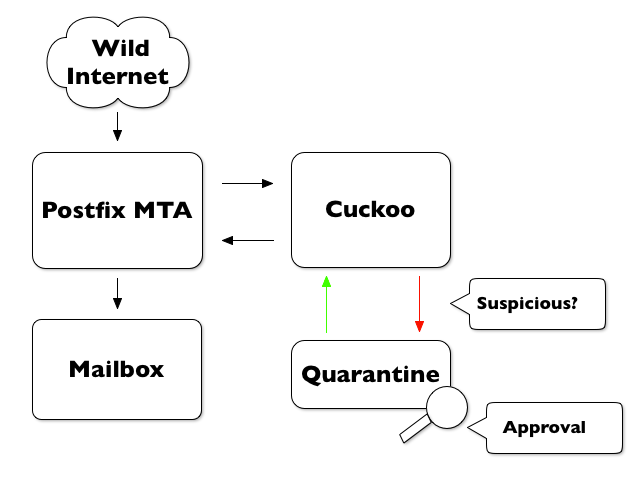 Wild
Internet
Postfix MTA
Cuckoo
Suspicious?
Mailbox
Quarantine
Approval